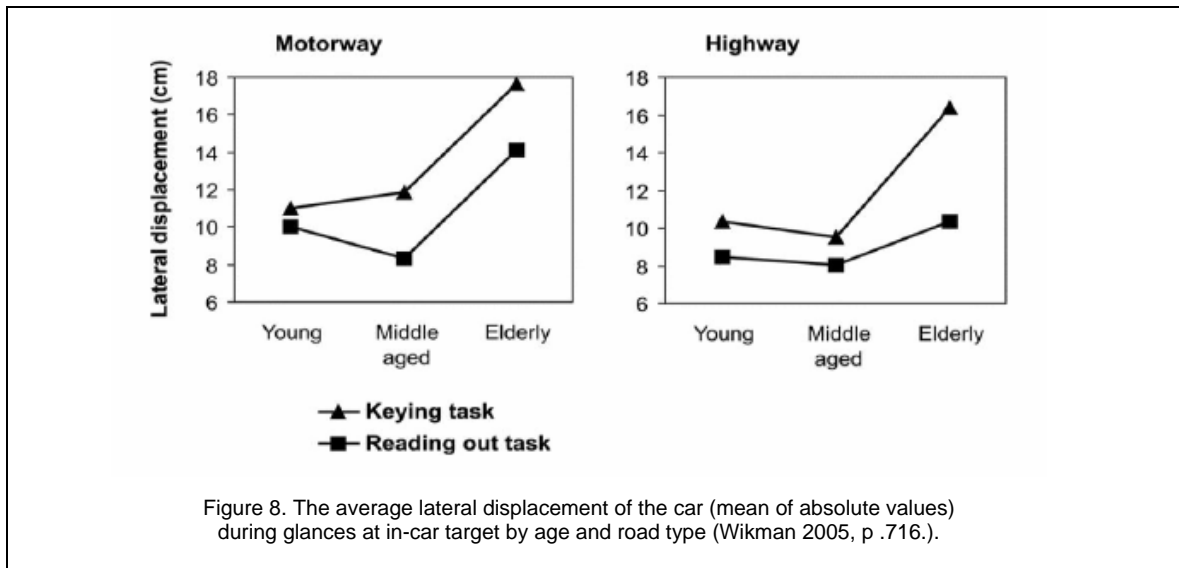 Motorway
Highway
Lateral displacement (cm)
18
16
14
12
10
8
6
Young
Middle
aged
Elderly
18
16
14
12
10
8
6
Young
Middle
aged
Elderly
Keying task
Reading out task
Figure 8. The average lateral displacement of the car (mean of absolute values)
during glances at in-car target by age and road type (Wikman 2005, p .716.).